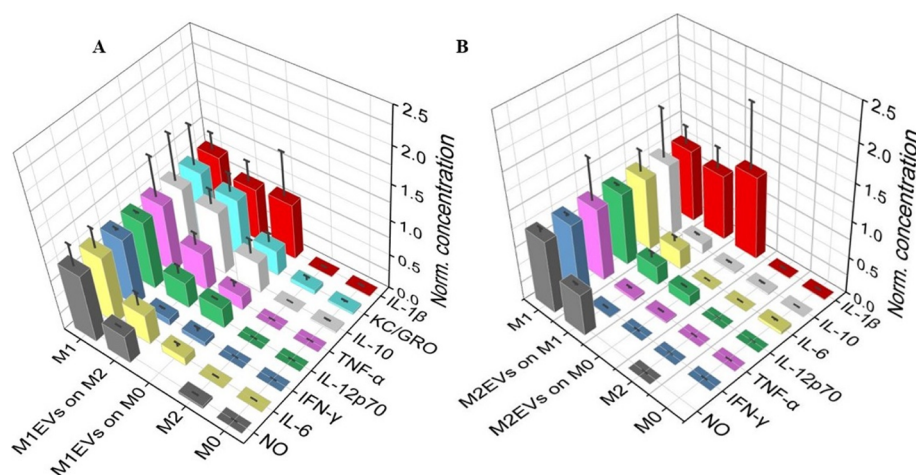 A
2.5
2.0
1.5
1.0
0.5
0.0
Norm. concentration
IL-1β
KC/GRO
IL-10
TNF-α
IL-12p70
IFN-γ
IL-6
NO
M1
M1EVs on M2
M1EVs on M0
M2
M0
B
2.5
2.0
1.5
1.0
0.5
0.0
Norm. concentration
IL-1β
IL-10
IL-6
IL-12p70
TNF-α
IFN-γ
NO
M1
M2EVs on M1
M2EVs on M0
M2
M0